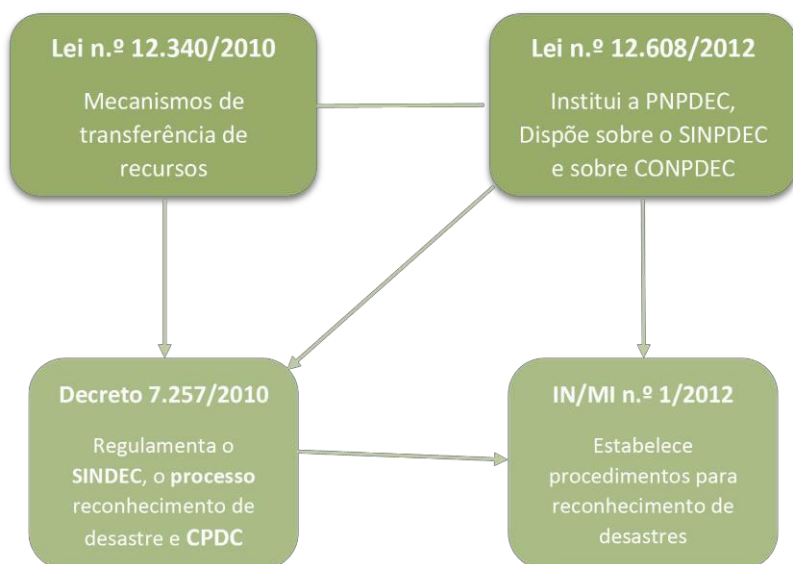 Lei n.º 12.340/2010
Mecanismos de
transferência de
recursos
Lei n.º 12.608/2012
Institui a PNPDEC,
Dispõe sobre o SINPDEC
e sobre CONPDEC
Decreto 7.257/2010
Regulamenta o
SINDEC, o processo
reconhecimento de
desastre e CPDC
IN/MI n.º 1/2012
Estabelece
procedimentos para
reconhecimento de
desastres